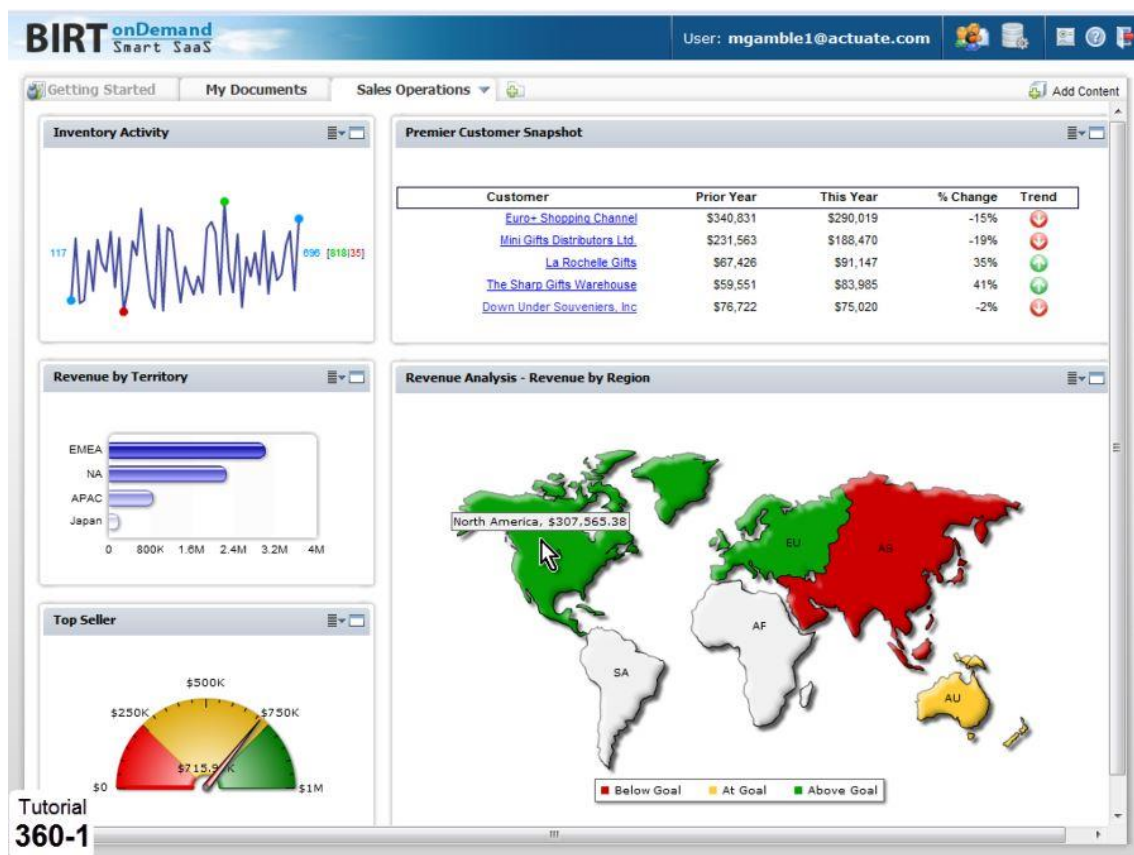 BIRT onDemand
Smart SaaS
User: mgamble1@actuate.com
Getting Started My Documents Sales Operations Add Content
Inventory Activity
117 696 [818|35]
Premier Customer Snapshot
Customer Prior Year This Year % Change Trend
Euro+ Shopping Channel $340,831 $290,019 -15%
Mini Gifts Distributors Ltd. $231,563 $188,470 -19%
La Rochelle Gifts $67,426 $91,147 35%
The Sharp Gifts Warehouse $59,551 $83,985 41%
Down Under Souveniers, Inc $76,722 $75,020 -2%
Revenue by Territory
EMEA
NA
APAC
Japan
0 800K 1.6M 2.4M 3.2M 4M
Revenue Analysis - Revenue by Region
North America, $307,565.38
EU
AS
AF
SA
AU
Below Goal At Goal Above Goal
Top Seller
$500K
$250K $750K
$0 $1M
Tutorial
360-1